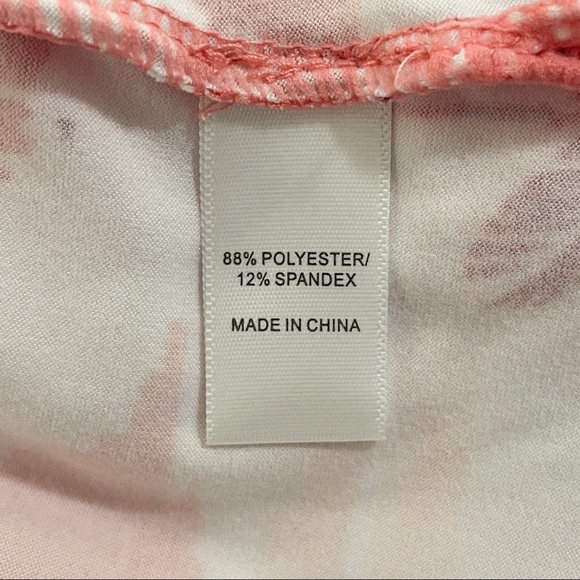 88% POLYESTER/
12% SPANDEX
MADE IN CHINA